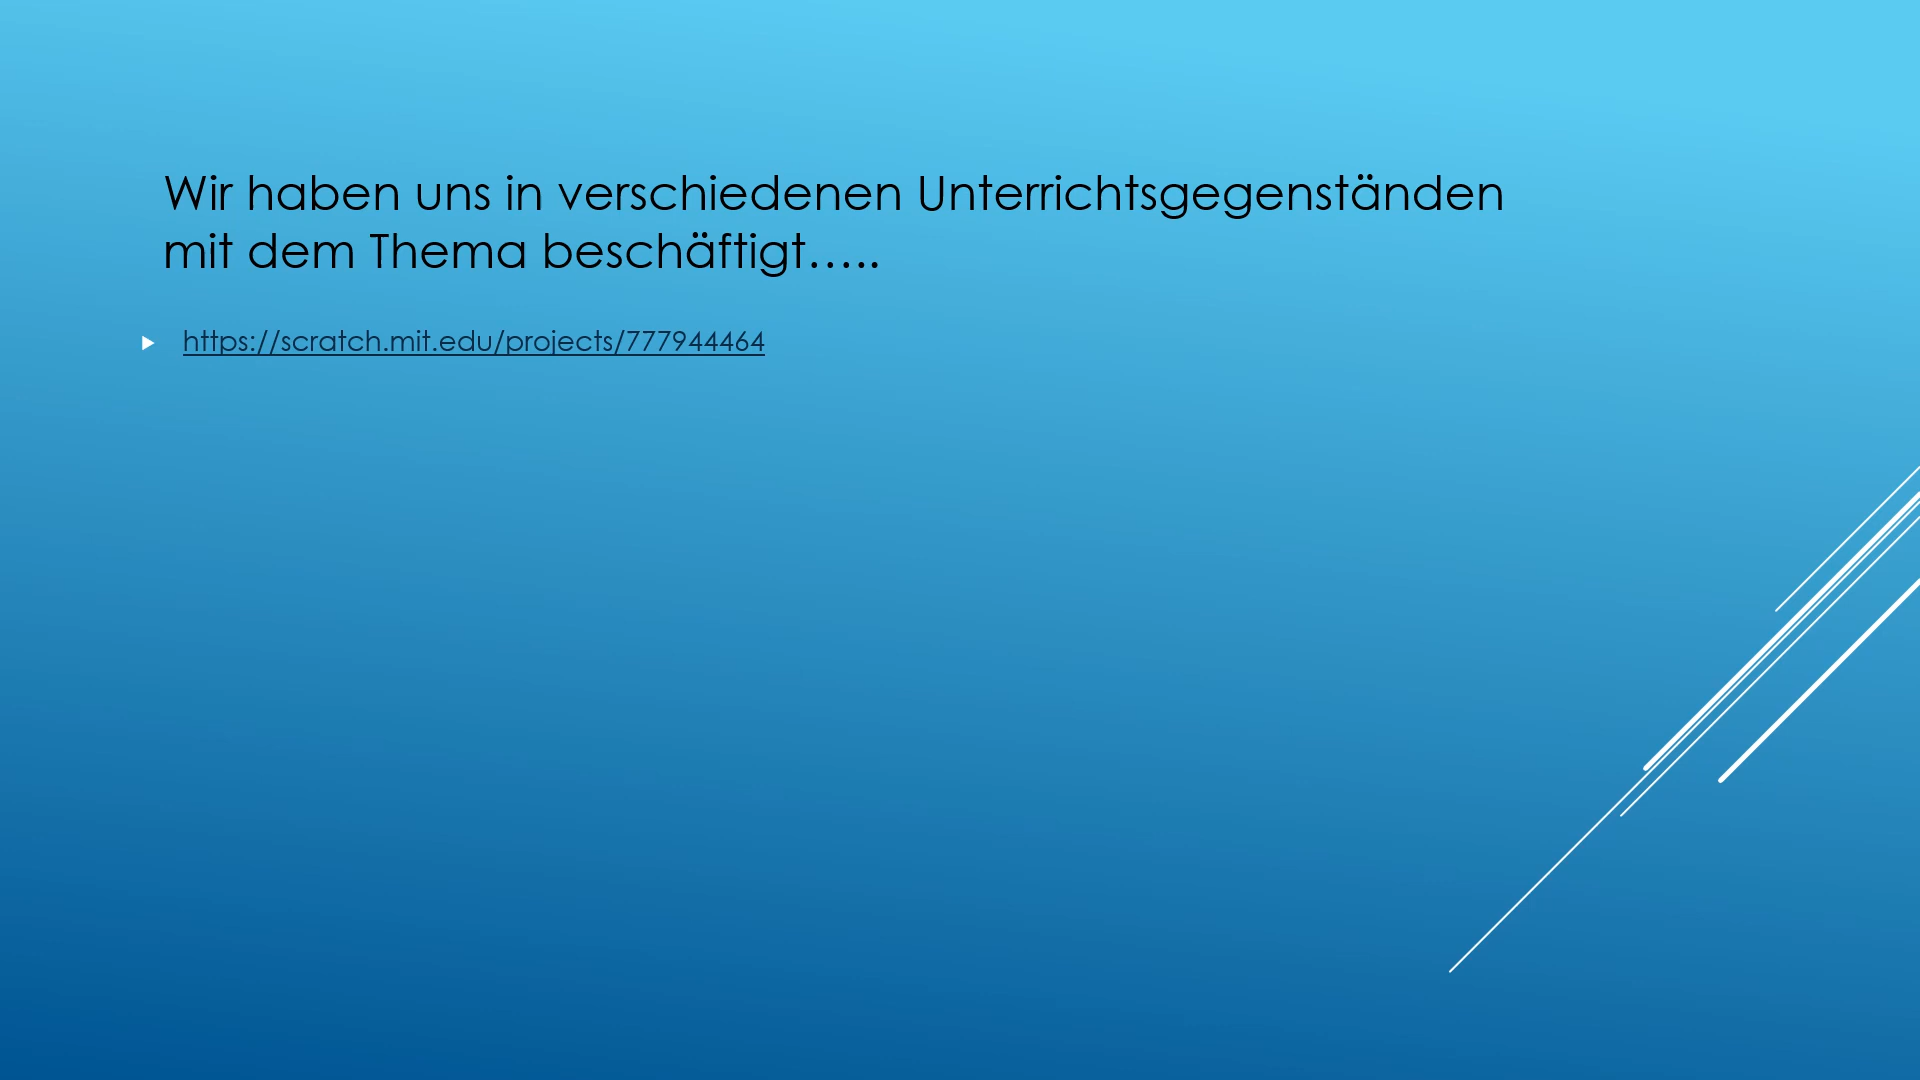 Wir haben uns in verschiedenen Unterrichtsgegenständen
mit dem Thema beschäftigt…..
https://scratch.mit.edu/projects/777944464